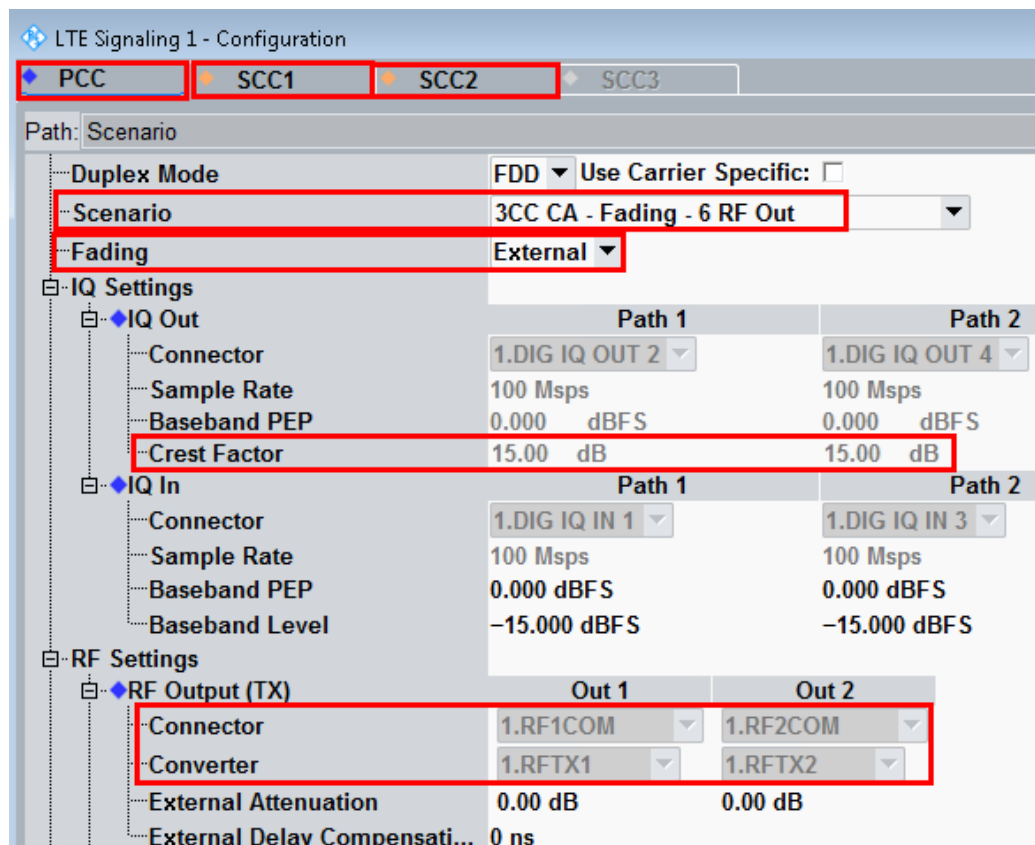 LTE Signaling 1 - Configuration
PCC SCC1 SCC2 SCC3
Path: Scenario
Duplex Mode FDD Use Carrier Specific:
Scenario 3CC CA - Fading - 6 RF Out
Fading External
IQ Settings
IQ Out Path 1 Path 2
Connector 1.DIG IQ OUT 2 1.DIG IQ OUT 4
Sample Rate 100 Msps 100 Msps
Baseband PEP 0.000 dBFS 0.000 dBFS
Crest Factor 15.00 dB 15.00 dB
IQ In Path 1 Path 2
Connector 1.DIG IQ IN 1 1.DIG IQ IN 3
Sample Rate 100 Msps 100 Msps
Baseband PEP 0.000 dBFS 0.000 dBFS
Baseband Level −15.000 dBFS −15.000 dBFS
RF Settings
RF Output (TX) Out 1 Out 2
Connector 1.RF1COM 1.RF2COM
Converter 1.RFTX1 1.RFTX2
External Attenuation 0.00 dB 0.00 dB
External Delay Compensati... 0 ns